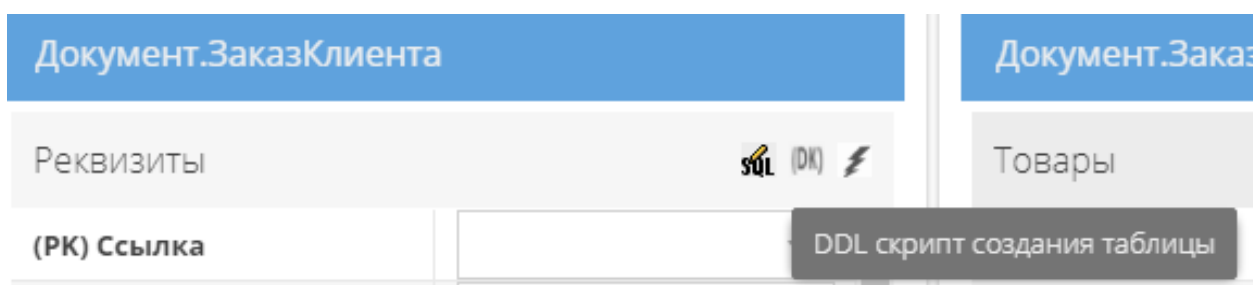 Документ.ЗаказКлиента
Документ.Заказ
Реквизиты
SQL (DK)
Товары
(PK) Ссылка
DDL скрипт создания таблицы